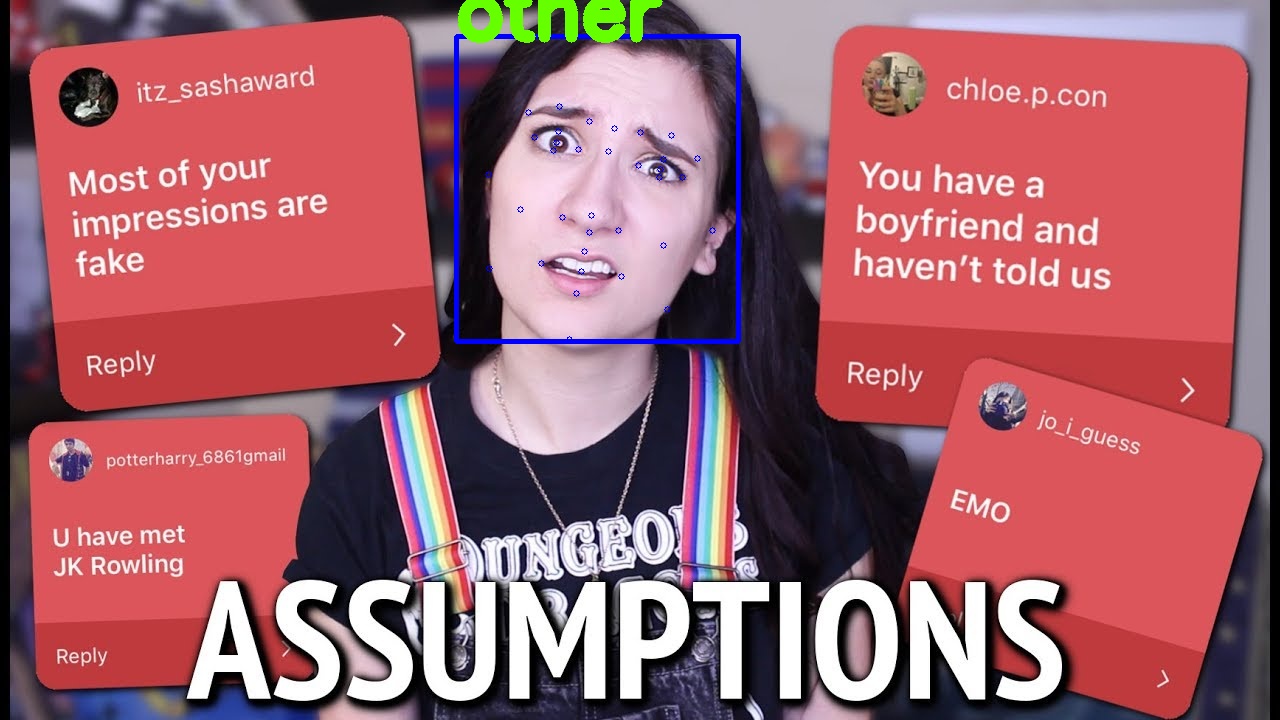 other
itz_sashaward
Most of your
impressions are
fake
Reply
chloe.p.con
You have a
boyfriend and
haven't told us
Reply
potterharry_6861gmail
U have met
JK Rowling
Reply
jo_i_guess
EMO
DUNGEONS
ASSUMPTIONS